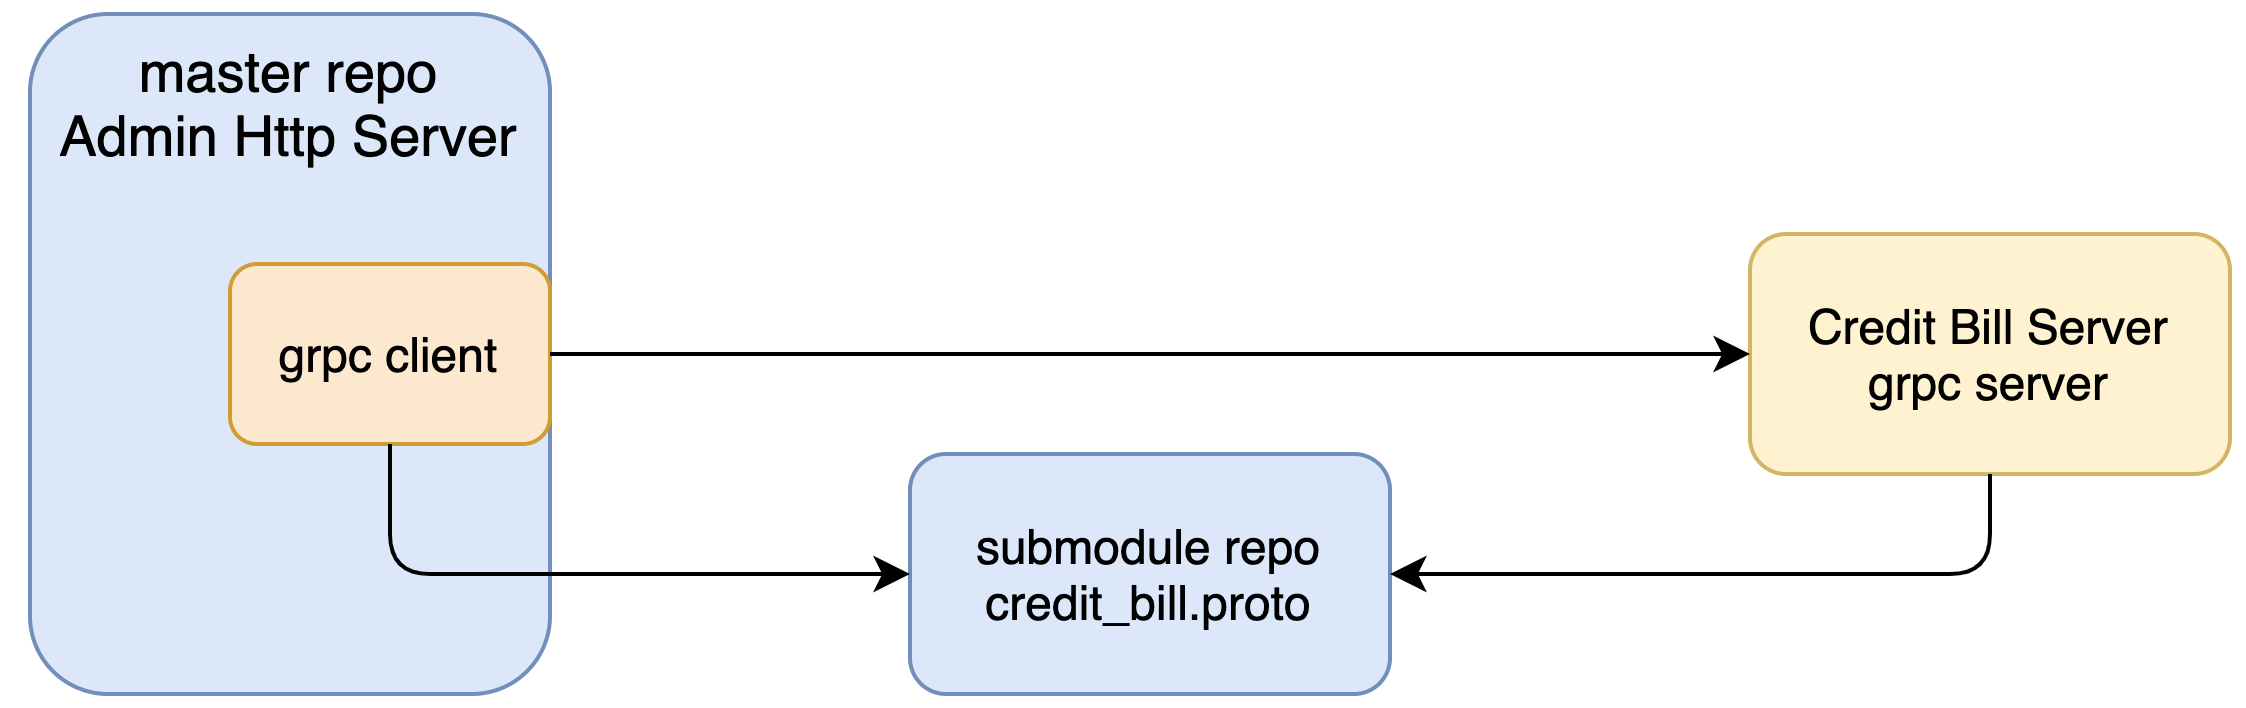 master repo
Admin Http Server
grpc client
Credit Bill Server
grpc server
submodule repo
credit_bill.proto